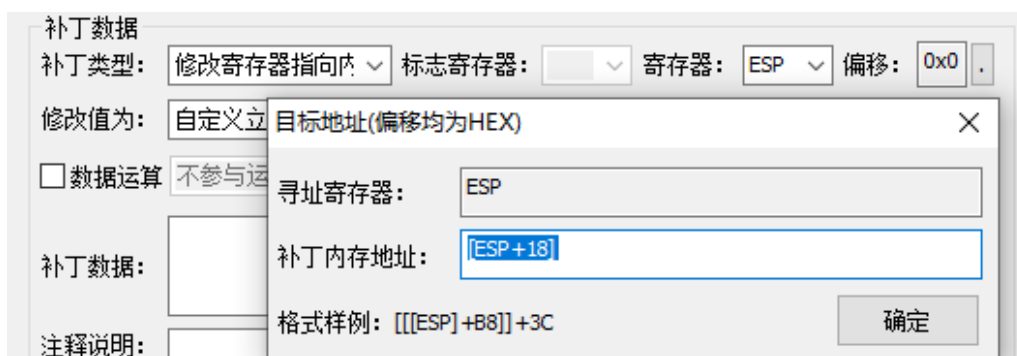 补丁数据
补丁类型： 修改寄存器指向内 标志寄存器： 寄存器： ESP 偏移： 0x0 .
修改值为： 自定义立
目标地址(偏移均为HEX)
数据运算 不参与运
寻址寄存器： ESP
补丁内存地址： [ESP+18]
补丁数据：
格式样例：[[[ESP]+B8]]+3C 确定
注释说明：